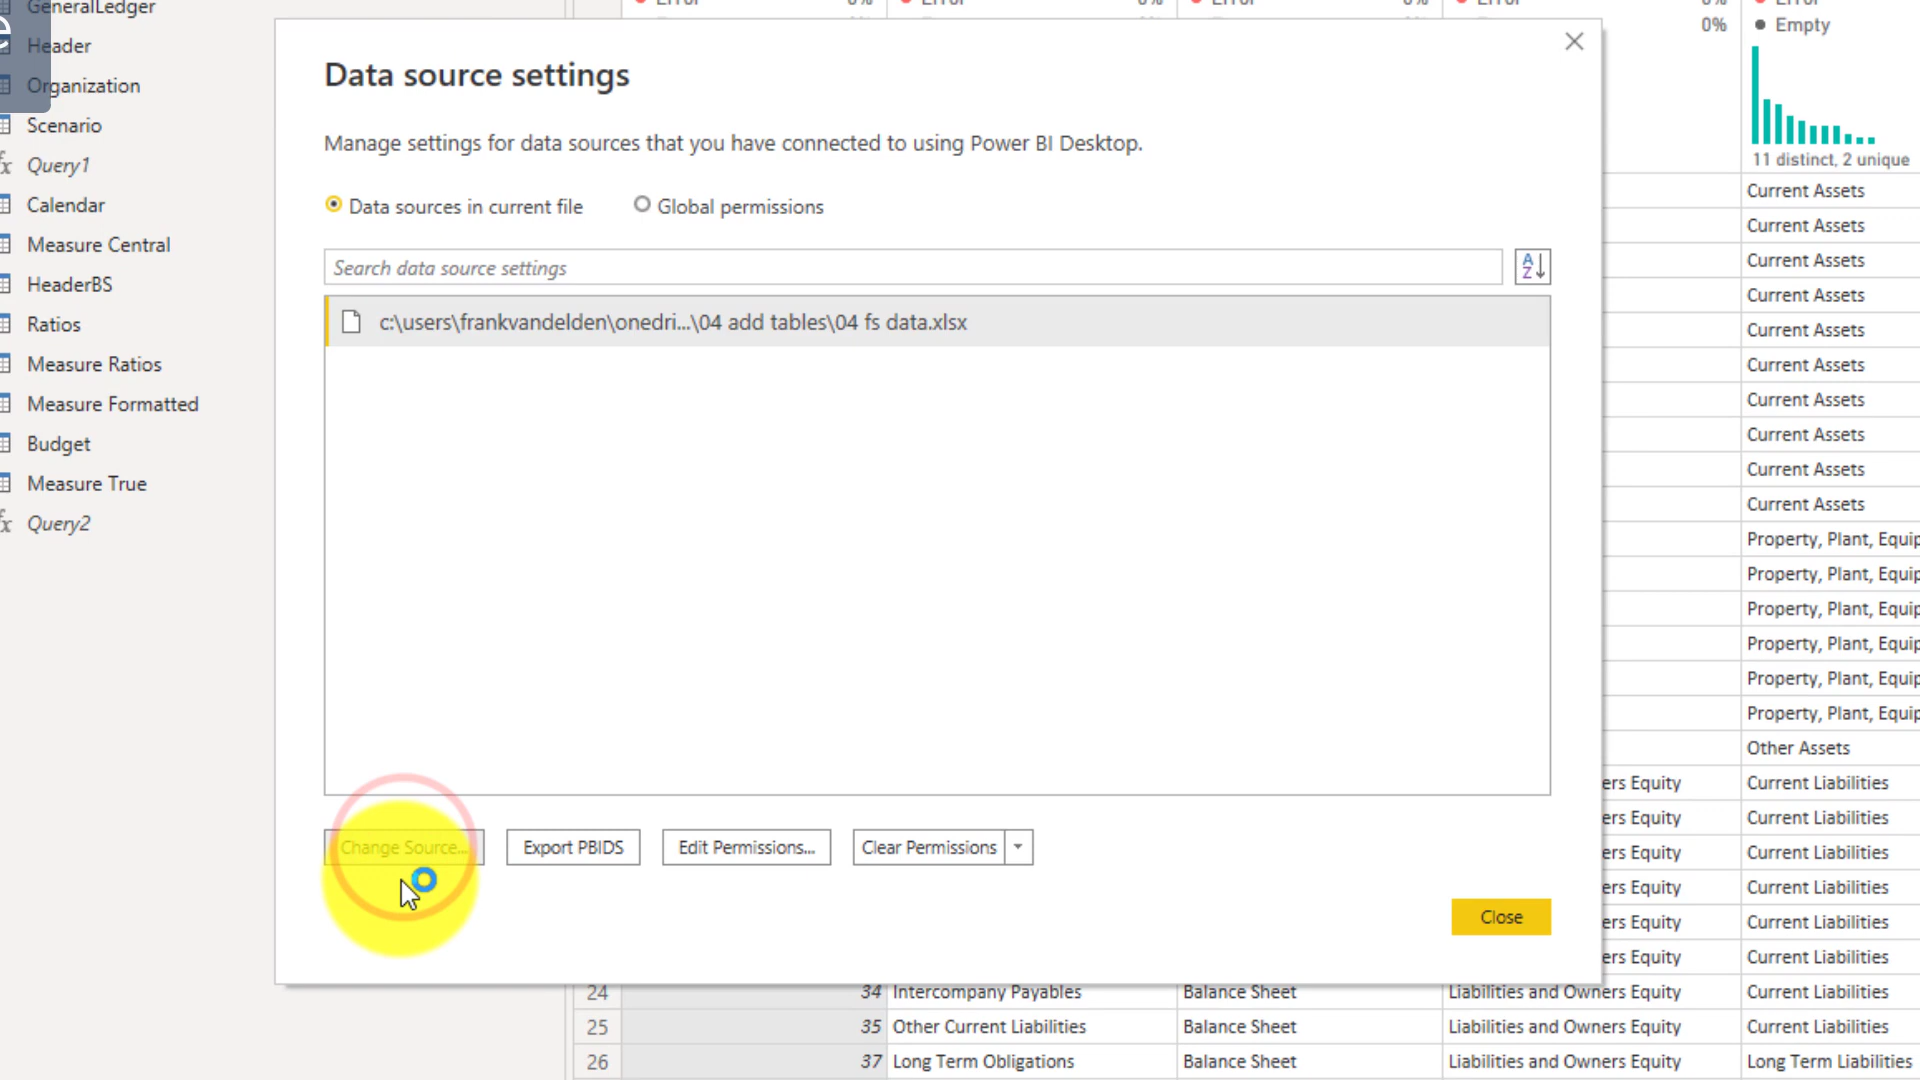 GeneralLedger
Header
Organization
Scenario
Query1
Calendar
Measure Central
HeaderBS
Ratios
Measure Ratios
Measure Formatted
Budget
Measure True
Query2
Data source settings
Manage settings for data sources that you have connected to using Power BI Desktop.
Data sources in current file
Global permissions
Search data source settings
c:\users\frankvandelden\onedri...\04 add tables\04 fs data.xlsx
Change Source...
Export PBIDS
Edit Permissions...
Clear Permissions
Close
0%
Empty
11 distinct, 2 unique
Current Assets
Current Assets
Current Assets
Current Assets
Current Assets
Current Assets
Current Assets
Current Assets
Current Assets
Current Assets
Property, Plant, Equip
Property, Plant, Equip
Property, Plant, Equip
Property, Plant, Equip
Property, Plant, Equip
Property, Plant, Equip
Other Assets
ers Equity Current Liabilities
ers Equity Current Liabilities
ers Equity Current Liabilities
ers Equity Current Liabilities
ers Equity Current Liabilities
ers Equity Current Liabilities
24 34 Intercompany Payables Balance Sheet Liabilities and Owners Equity Current Liabilities
25 35 Other Current Liabilities Balance Sheet Liabilities and Owners Equity Current Liabilities
26 37 Long Term Obligations Balance Sheet Liabilities and Owners Equity Long Term Liabilities